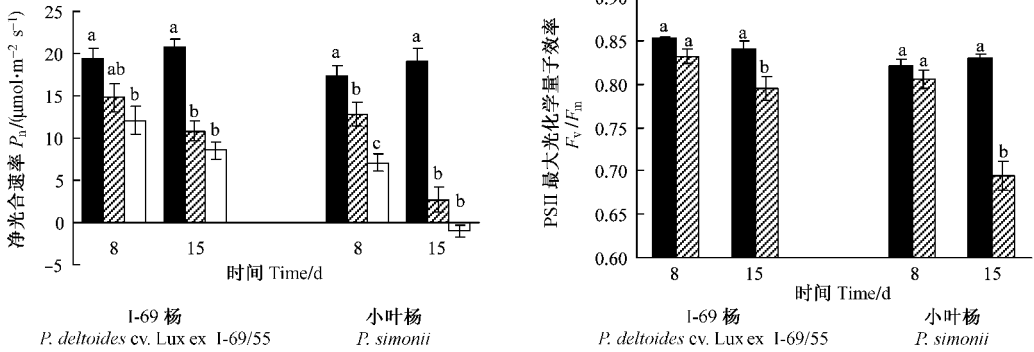 净光合速率 Pn/(μmol·m−2 s−1)
25
20
15
10
5
0
−5
a
ab
b
a
b
b
a
b
c
a
b
b
8
15
8
15
时间 Time/d
I-69 杨
小叶杨
P. deltoides cv. Lux ex I-69/55
P. simonii
PSII 最大光化学量子效率
Fv/Fm
0.90
0.85
0.80
0.75
0.70
0.65
0.60
a
a
a
b
a
a
a
b
8
15
8
15
时间 Time/d
I-69 杨
小叶杨
P. deltoides cv. Lux ex I-69/55
P. simonii